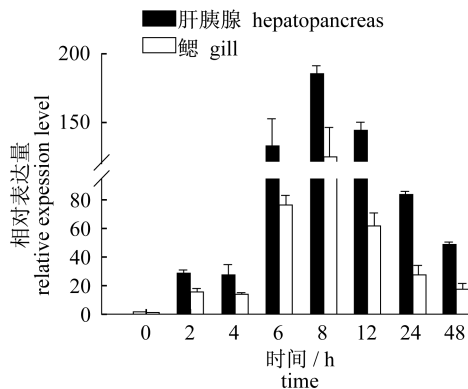 肝胰腺 hepatopancreas
鳃 gill
相对表达量
relative expession level
200
150
80
60
40
20
0
0 2 4 6 8 12 24 48
时间 / h
time